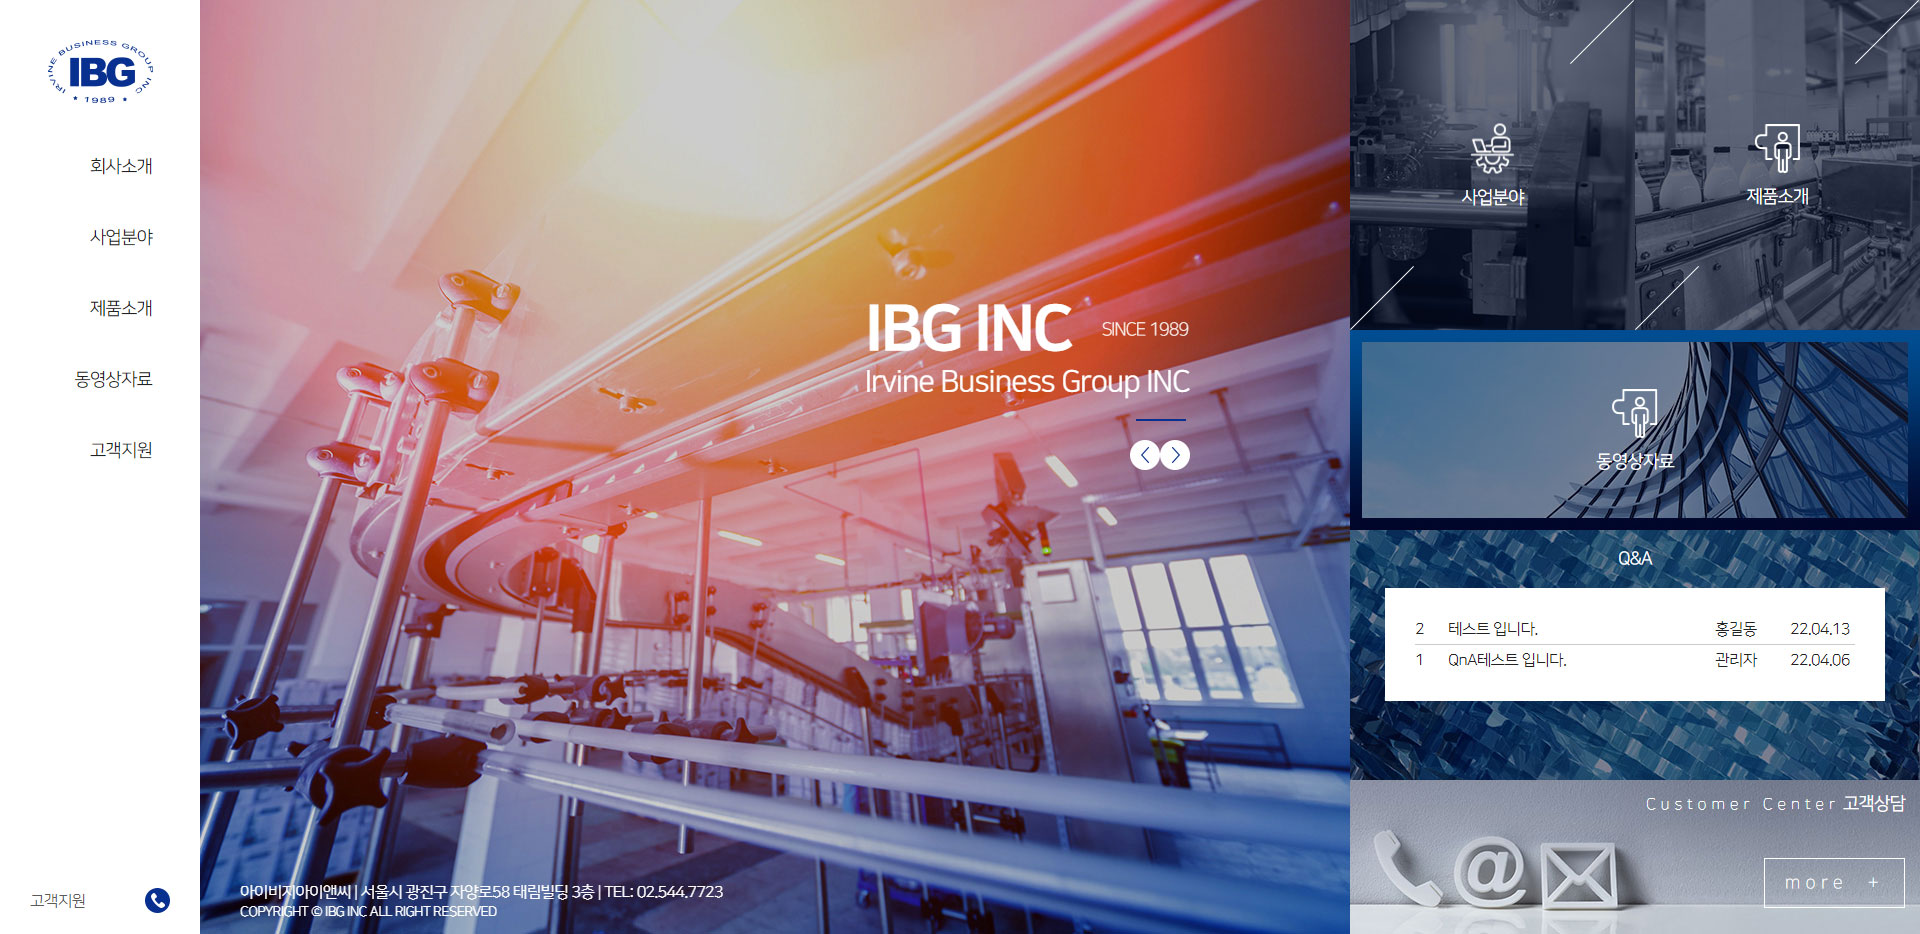 IRVINE BUSINESS GROUP INC
IBG
1989
회사소개
사업분야
제품소개
동영상자료
고객지원
고객지원
IBG INC SINCE 1989
Irvine Business Group INC
아이비지아이앤씨 | 서울시 광진구 자양로58 태림빌딩 3층 | TEL: 02.544.7723
COPYRIGHT © IBG INC ALL RIGHT RESERVED
사업분야
제품소개
동영상자료
Q&A
2 테스트 입니다. 홍길동 22.04.13
1 QnA테스트 입니다. 관리자 22.04.06
Customer Center 고객상담
@
more +